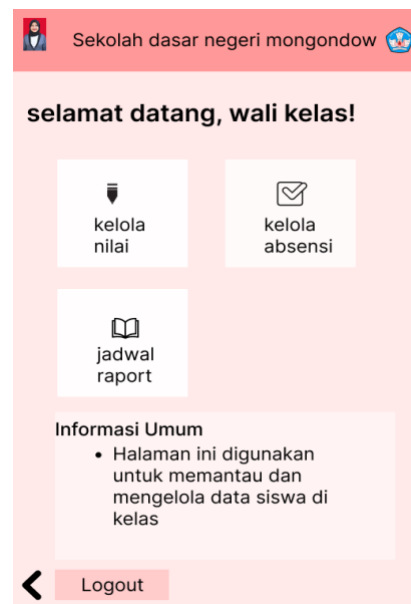 Sekolah dasar negeri mongondow
selamat datang, wali kelas!
kelola
nilai
kelola
absensi
jadwal
raport
Informasi Umum
• Halaman ini digunakan
untuk memantau dan
mengelola data siswa di
kelas
Logout